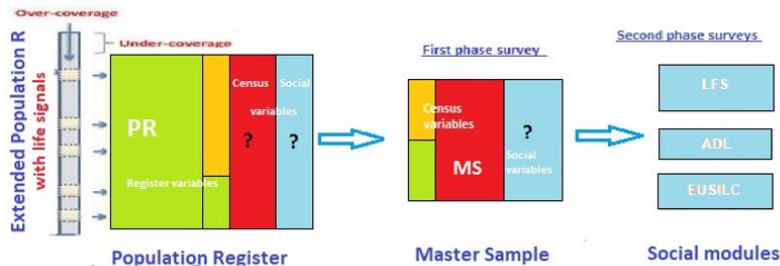 Over-coverage
Under-coverage
Extended Population R
with life signals
PR
Register variables
Census
variables
Social
?
?
Population Register
First phase survey
Census
variables
MS
?
Social
variables
Master Sample
Second phase surveys
LFS
ADL
EUSILC
Social modules